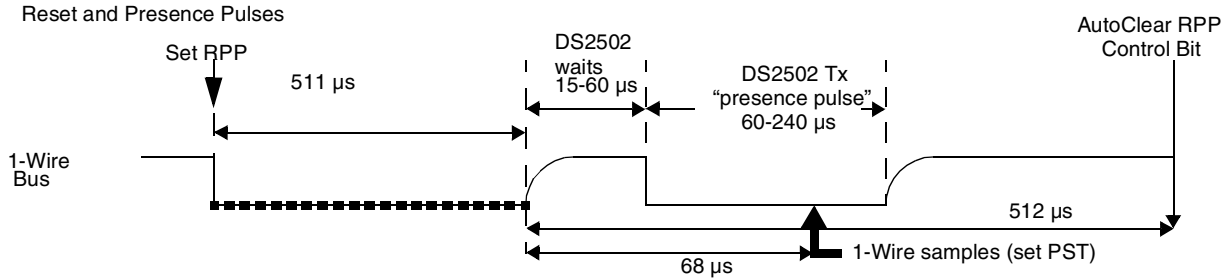 Reset and Presence Pulses
AutoClear RPP
Control Bit
Set RPP
DS2502
waits
15-60 µs
511 µs
DS2502 Tx
“presence pulse”
60-240 µs
1-Wire
Bus
512 µs
68 µs
1-Wire samples (set PST)